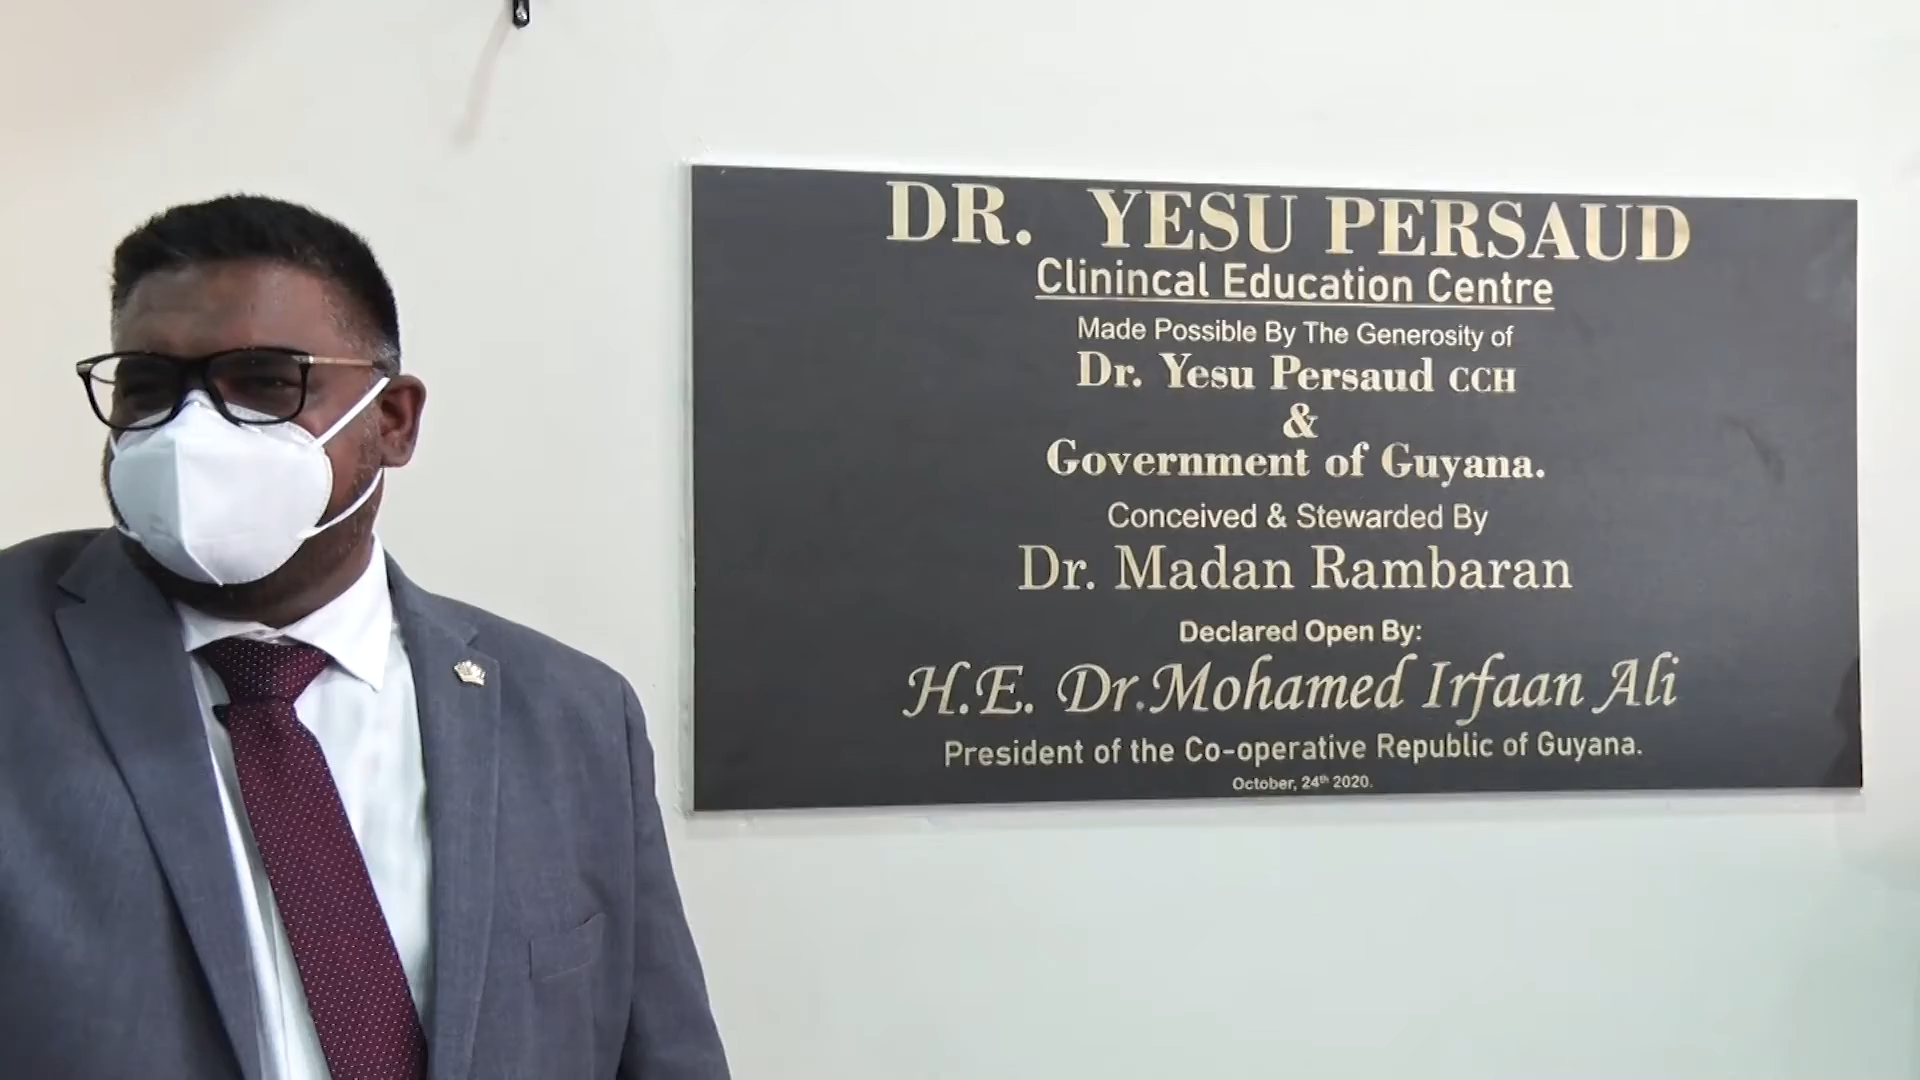 DR. YESU PERSAUD
Clinincal Education Centre
Made Possible By The Generosity of
Dr. Yesu Persaud CCH
&
Government of Guyana.
Conceived & Stewarded By
Dr. Madan Rambaran
Declared Open By:
H.E. Dr.Mohamed Irfaan Ali
President of the Co-operative Republic of Guyana.
October, 24th 2020.